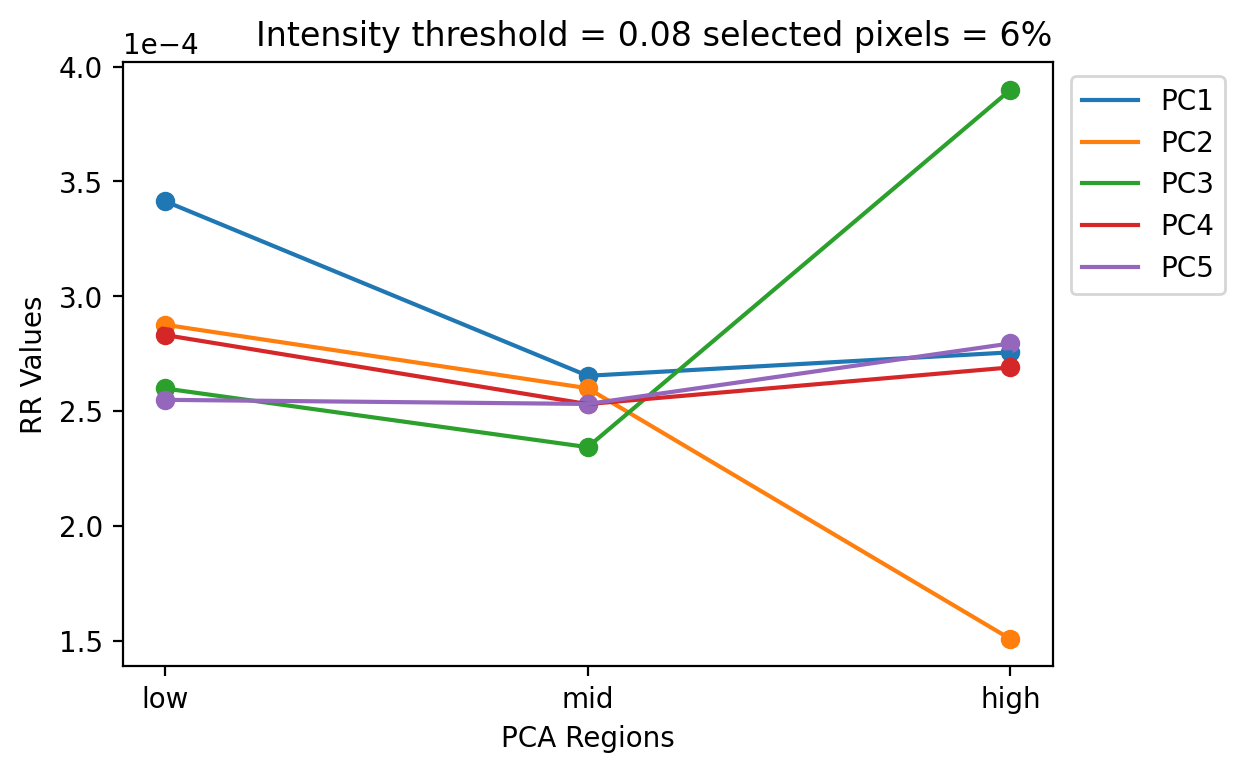 Intensity threshold = 0.08 selected pixels = 6%
1e−4
4.0
3.5
3.0
2.5
2.0
1.5
RR Values
low
mid
high
PCA Regions
PC1
PC2
PC3
PC4
PC5